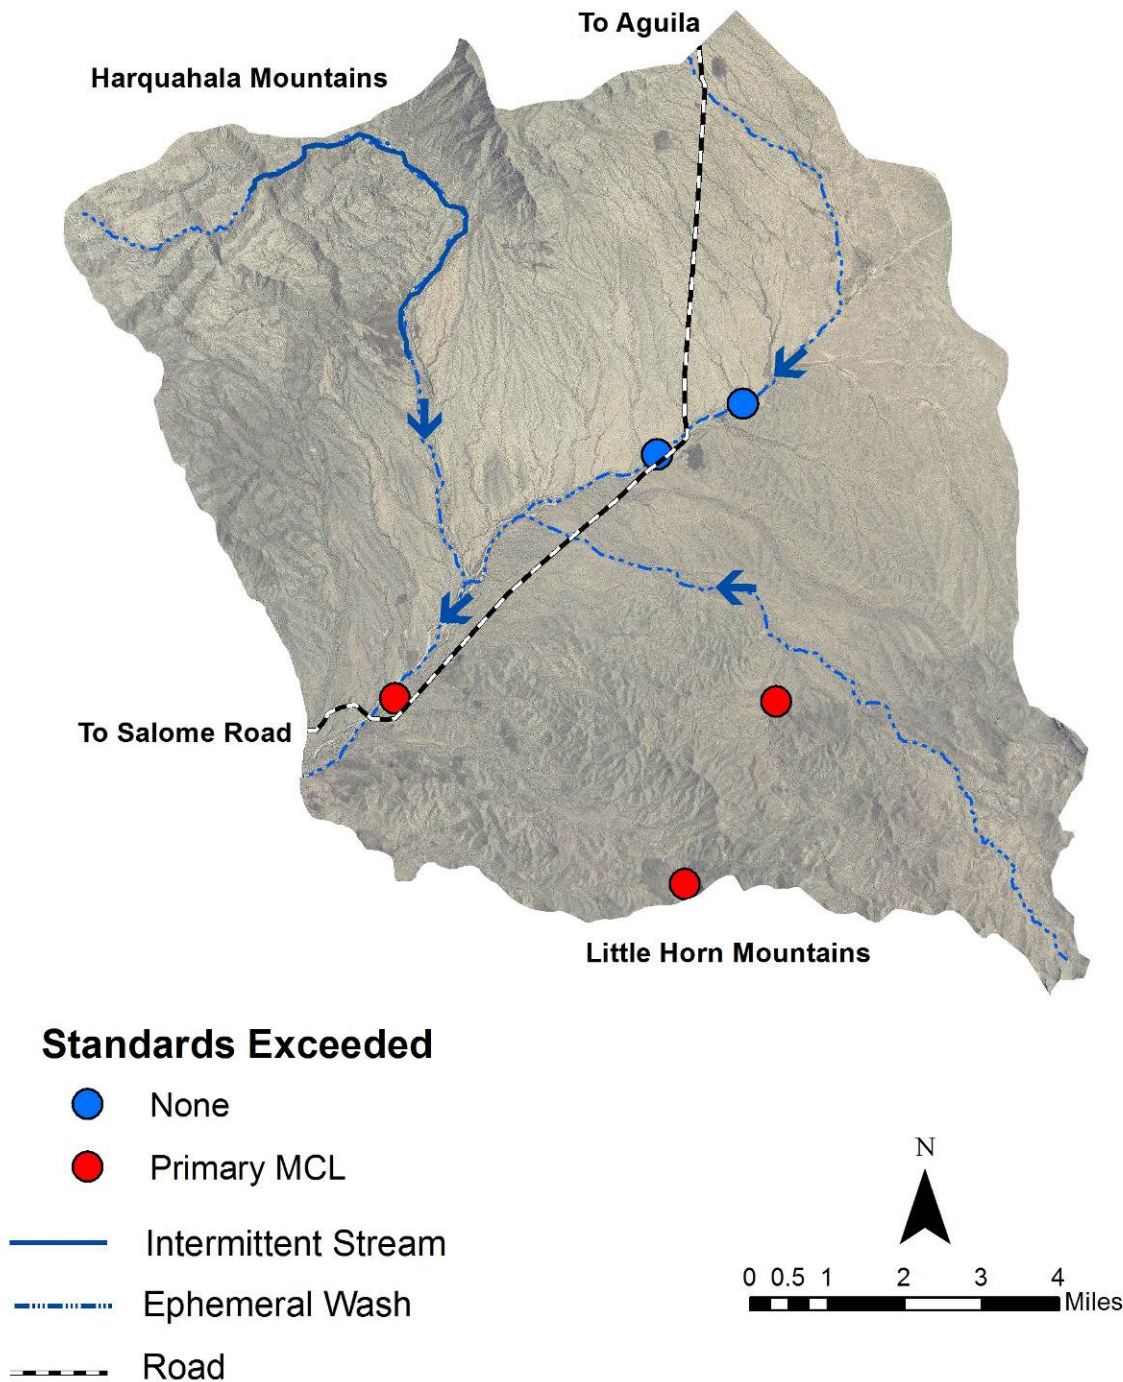 To Aguila
Harquahala Mountains
To Salome Road
Little Horn Mountains
Standards Exceeded
None
Primary MCL
Intermittent Stream
Ephemeral Wash
Road
N
0 0.5 1 2 3 4
Miles